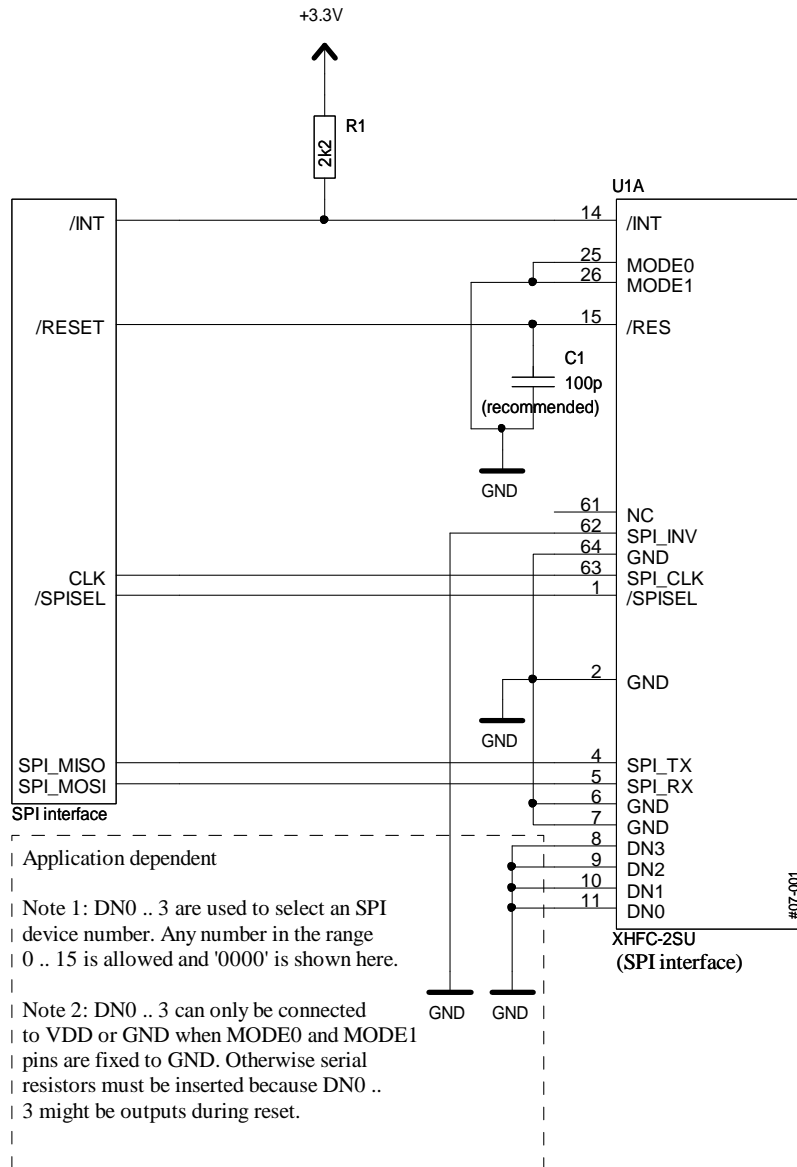 +3.3V
R1
2k2
U1A
/INT
14
/INT
25
MODE0
26
MODE1
/RESET
15
/RES
C1
100p
(recommended)
GND
61
NC
62
SPI_INV
64
GND
CLK
63
SPI_CLK
/SPISEL
1
/SPISEL
2
GND
GND
SPI_MISO
4
SPI_TX
SPI_MOSI
5
SPI_RX
6
GND
SPI interface
7
GND
8
DN3
9
DN2
10
DN1
11
DN0
#07-001
XHFC-2SU
(SPI interface)
Application dependent
Note 1: DN0 .. 3 are used to select an SPI
device number. Any number in the range
0 .. 15 is allowed and '0000' is shown here.
GND
GND
Note 2: DN0 .. 3 can only be connected
to VDD or GND when MODE0 and MODE1
pins are fixed to GND. Otherwise serial
resistors must be inserted because DN0 ..
3 might be outputs during reset.